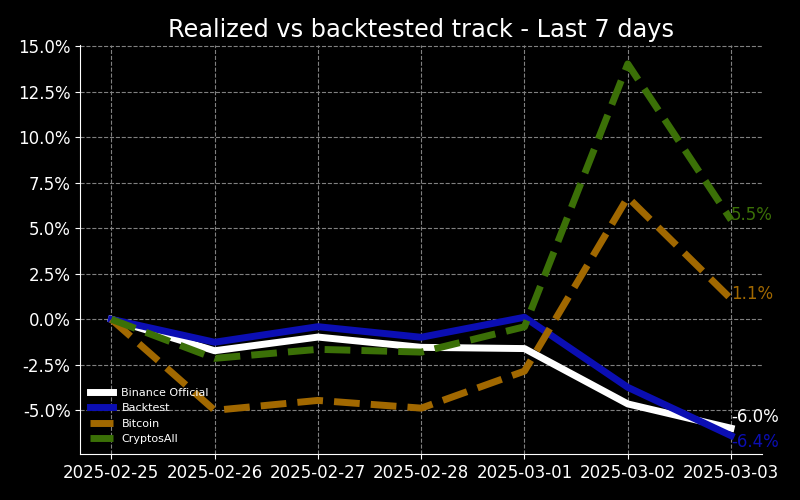 Realized vs backtested track - Last 7 days
15.0%
12.5%
10.0%
7.5%
5.0%
2.5%
0.0%
-2.5%
-5.0%
5.5%
1.1%
-6.0%
-6.4%
Binance Official
Backtest
Bitcoin
CryptosAll
2025-02-25 2025-02-26 2025-02-27 2025-02-28 2025-03-01 2025-03-02 2025-03-03